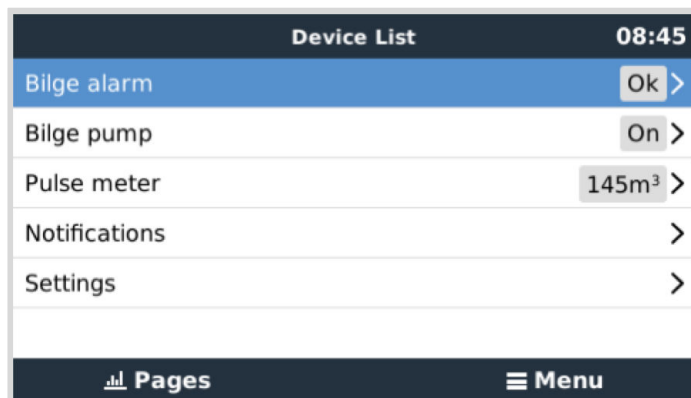 Device List 08:45
Bilge alarm Ok
Bilge pump On
Pulse meter 145m³
Notifications
Settings
Pages Menu